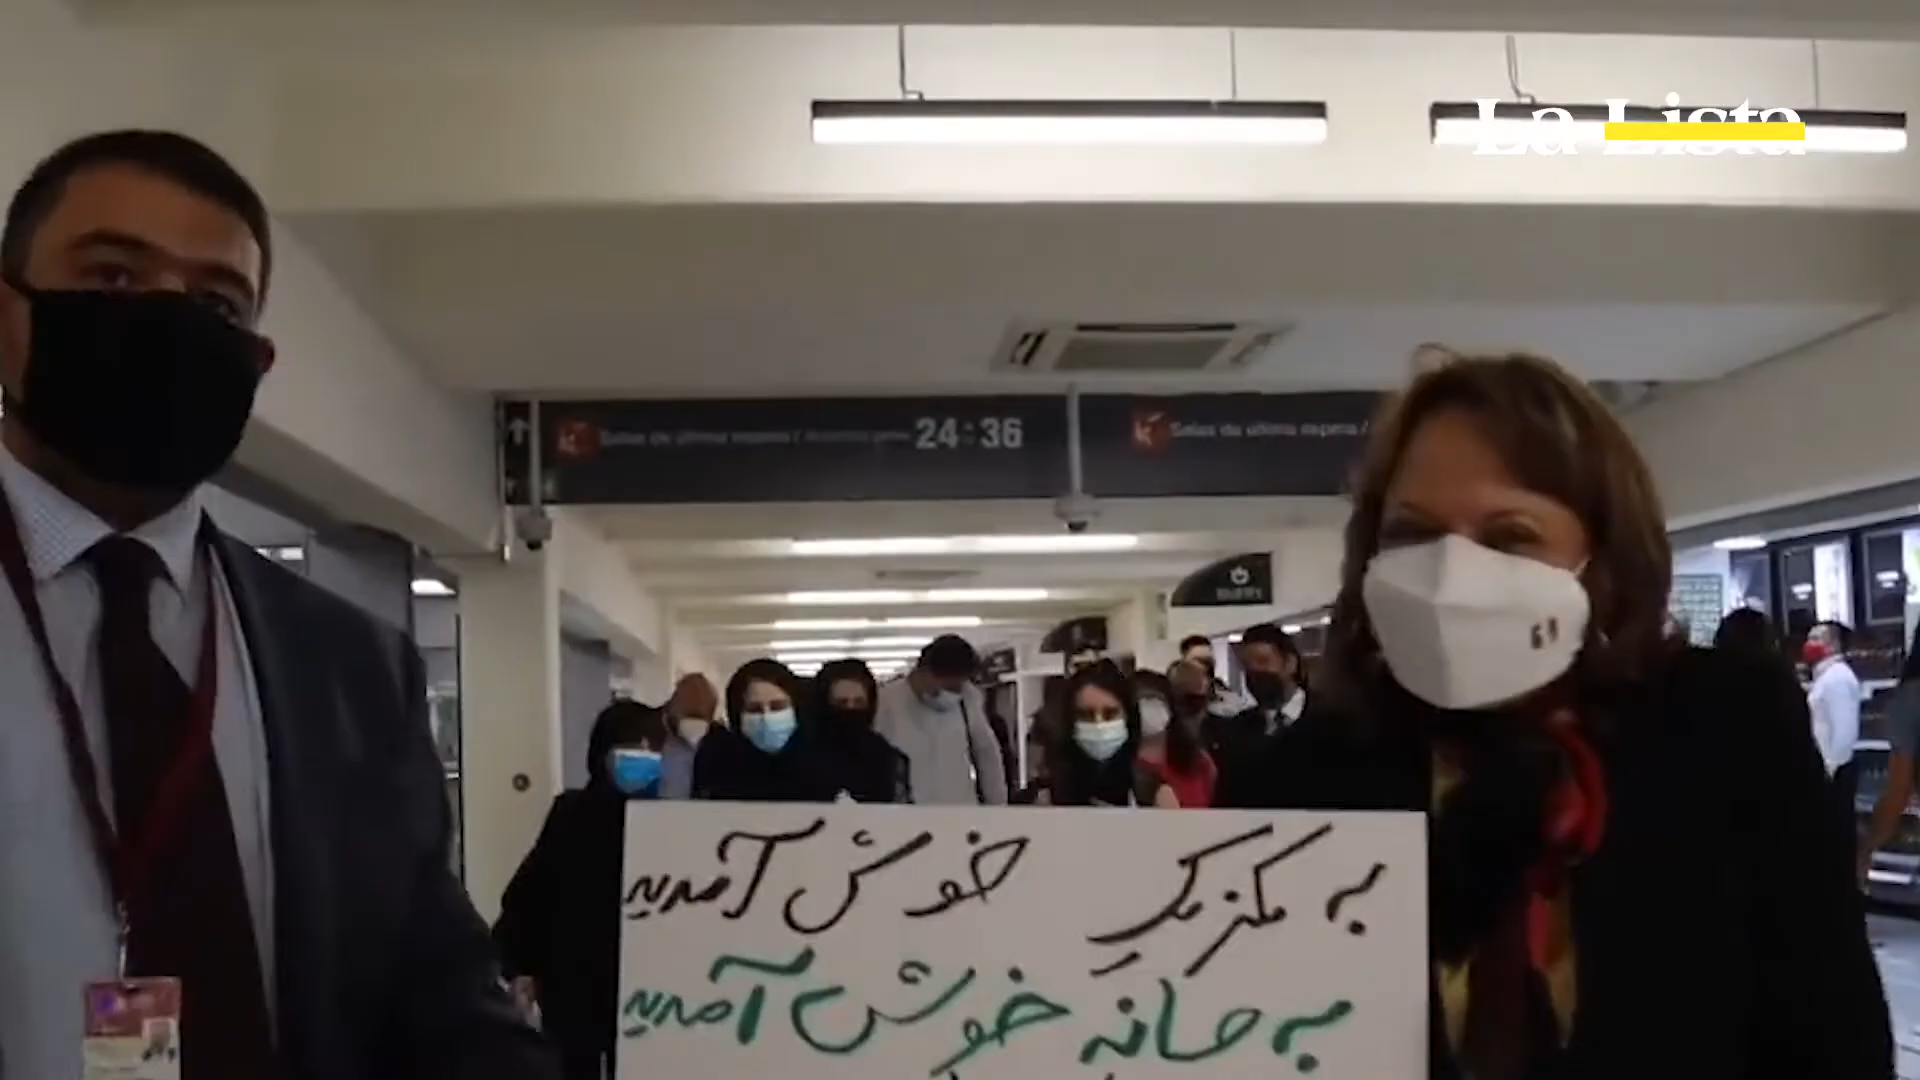 La Lista
Salas de última espera /
24 : 36
Salas de última espera /
به مکزیک خوش آمدید
به خانه خوش آمدید